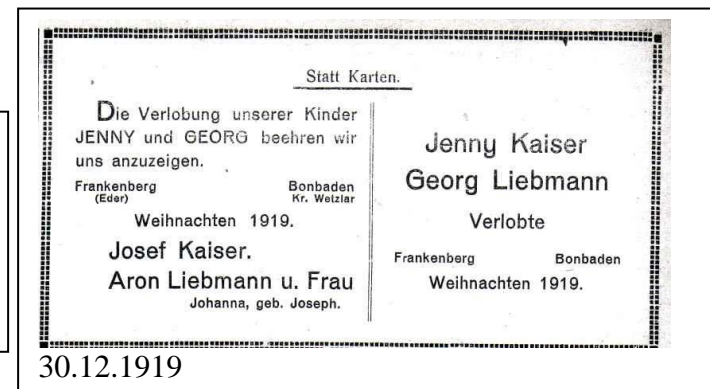 Statt Karten.
Die Verlobung unserer Kinder
JENNY und GEORG beehren wir
uns anzuzeigen.
Frankenberg Bonbaden
(Eder) Kr. Wetzlar
Weihnachten 1919.
Josef Kaiser.
Aron Liebmann u. Frau
Johanna, geb. Joseph.
Jenny Kaiser
Georg Liebmann
Verlobte
Frankenberg Bonbaden
Weihnachten 1919.
30.12.1919